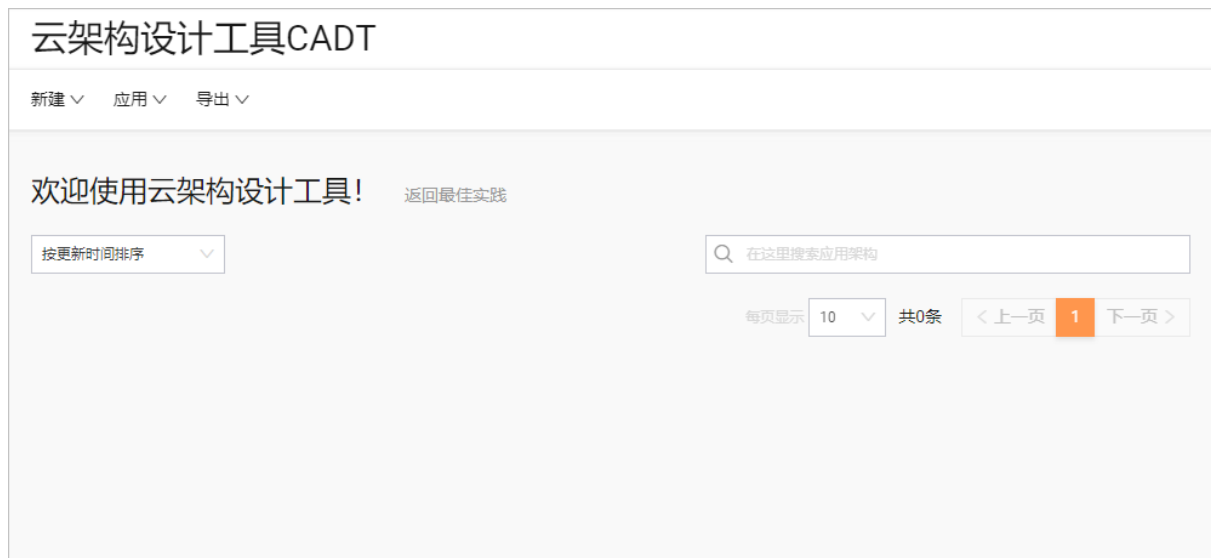 云架构设计工具CADT
新建 应用 导出
欢迎使用云架构设计工具! 返回最佳实践
按更新时间排序 在这里搜索应用架构
每页显示 10 共0条 <上一页 1 下一页>